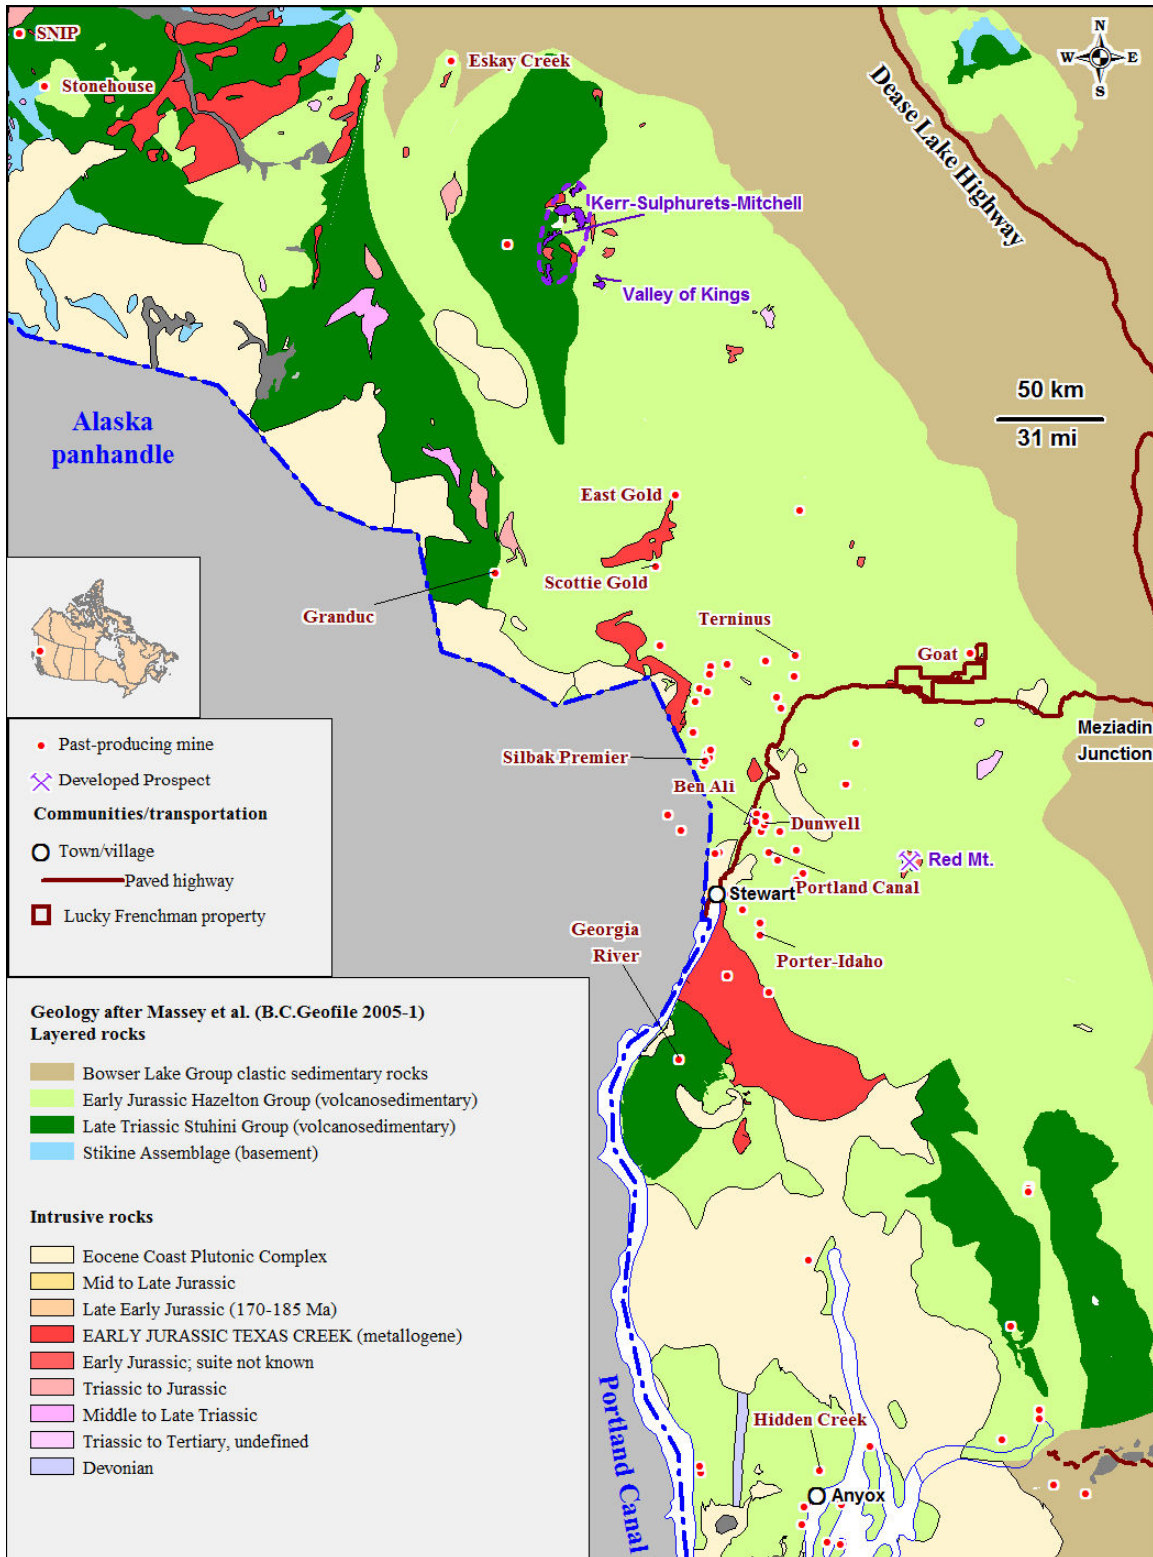 SNIP
Stonehouse
Eskay Creek
N
W E
S
Dease Lake Highway
Kerr-Sulphurets-Mitchell
Valley of Kings
50 km
31 mi
Alaska
panhandle
East Gold
Scottie Gold
Granduc
Terninus
Goat
Meziadin
Junction
Silbak Premier
Ben Ali
Dunwell
Red Mt.
Portland Canal
Stewart
Georgia
River
Porter-Idaho
Past-producing mine
Developed Prospect
Communities/transportation
Town/village
Paved highway
Lucky Frenchman property
Geology after Massey et al. (B.C.Geofile 2005-1)
Layered rocks
Bowser Lake Group clastic sedimentary rocks
Early Jurassic Hazelton Group (volcanosedimentary)
Late Triassic Stuhini Group (volcanosedimentary)
Stikine Assemblage (basement)
Intrusive rocks
Eocene Coast Plutonic Complex
Mid to Late Jurassic
Late Early Jurassic (170-185 Ma)
EARLY JURASSIC TEXAS CREEK (metallogene)
Early Jurassic; suite not known
Triassic to Jurassic
Middle to Late Triassic
Triassic to Tertiary, undefined
Devonian
Portland Canal
Hidden Creek
Anyox